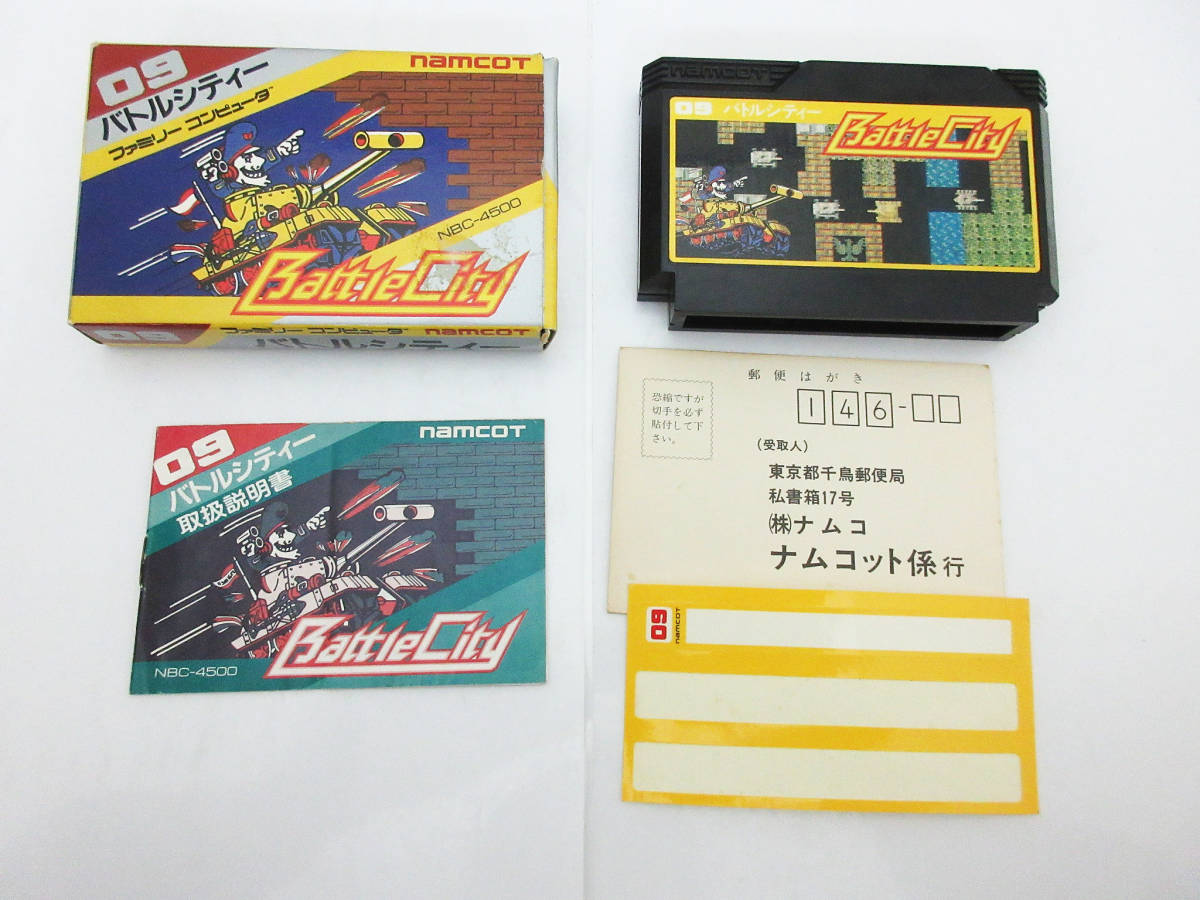 09
バトルシティー
ファミリー コンピュータ™
namcot
NBC-4500
BattleCity
09
ファミリー コンピュータ
namcot
バトルシティー
namcot
09 バトルシティー
BattleCity
郵便はがき
恐縮ですが
切手を必ず
貼付して下
さい。
146-
(受取人)
東京都千鳥郵便局
私書箱17号
㈱ナムコ
ナムコット係 行
09
バトルシティー
取扱説明書
namcot
BattleCity
NBC-4500
09
namcot